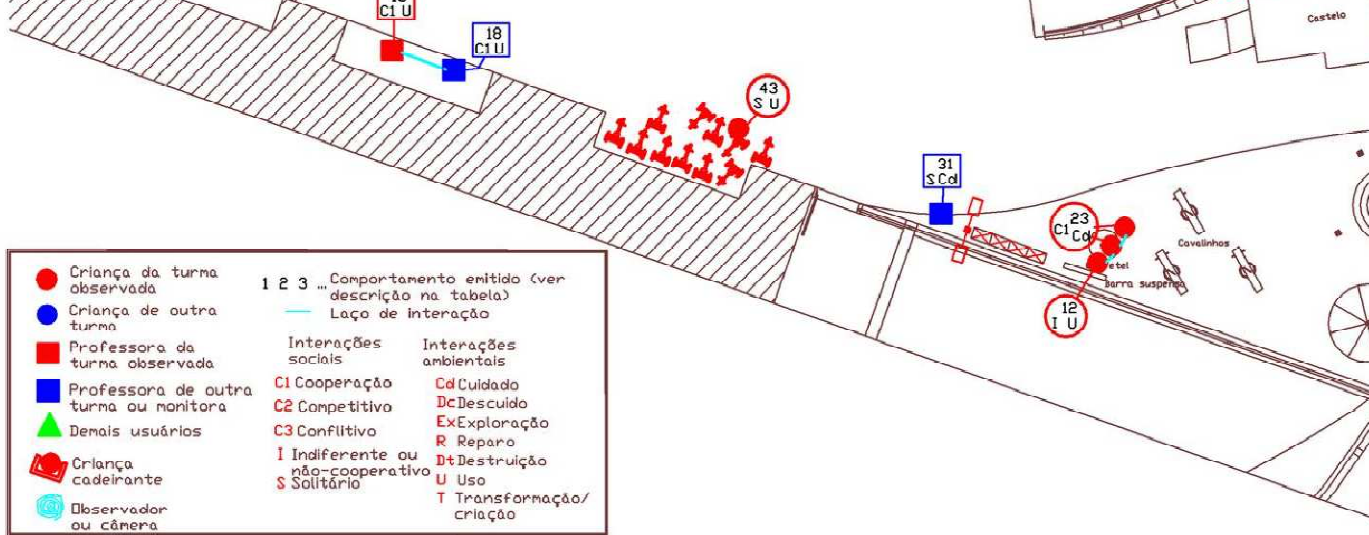 C1 U
18
C1 U
43
S U
31
S Cd
23
C1 Cd
12
I U
Castelo
Cavalinhos
Barra suspensa
Criança da turma
observada
Criança de outra
turma
Professora da
turma observada
Professora de outra
turma ou monitora
Demais usuários
Criança
cadeirante
Observador
ou câmera
1 2 3 ... Comportamento emitido (ver
descrição na tabela)
Laço de interação
Interações
sociais
C1 Cooperação
C2 Competitivo
C3 Conflitivo
I Indiferente ou
não-cooperativo
S Solitário
Interações
ambientais
Cd Cuidado
Dc Descuido
Ex Exploração
R Reparo
Dt Destruição
U Uso
T Transformação/
criação